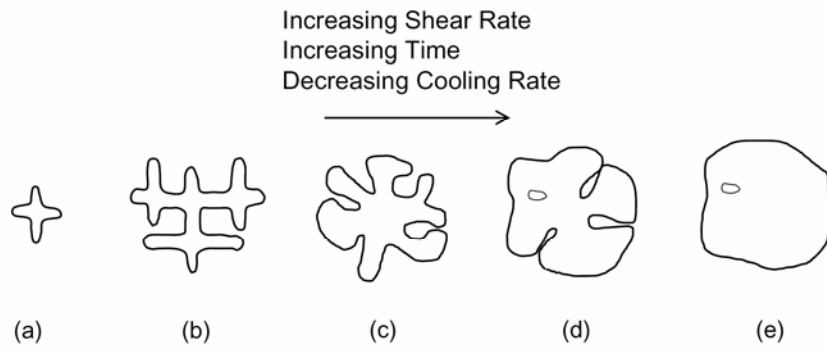 Increasing Shear Rate
Increasing Time
Decreasing Cooling Rate
(a) (b) (c) (d) (e)